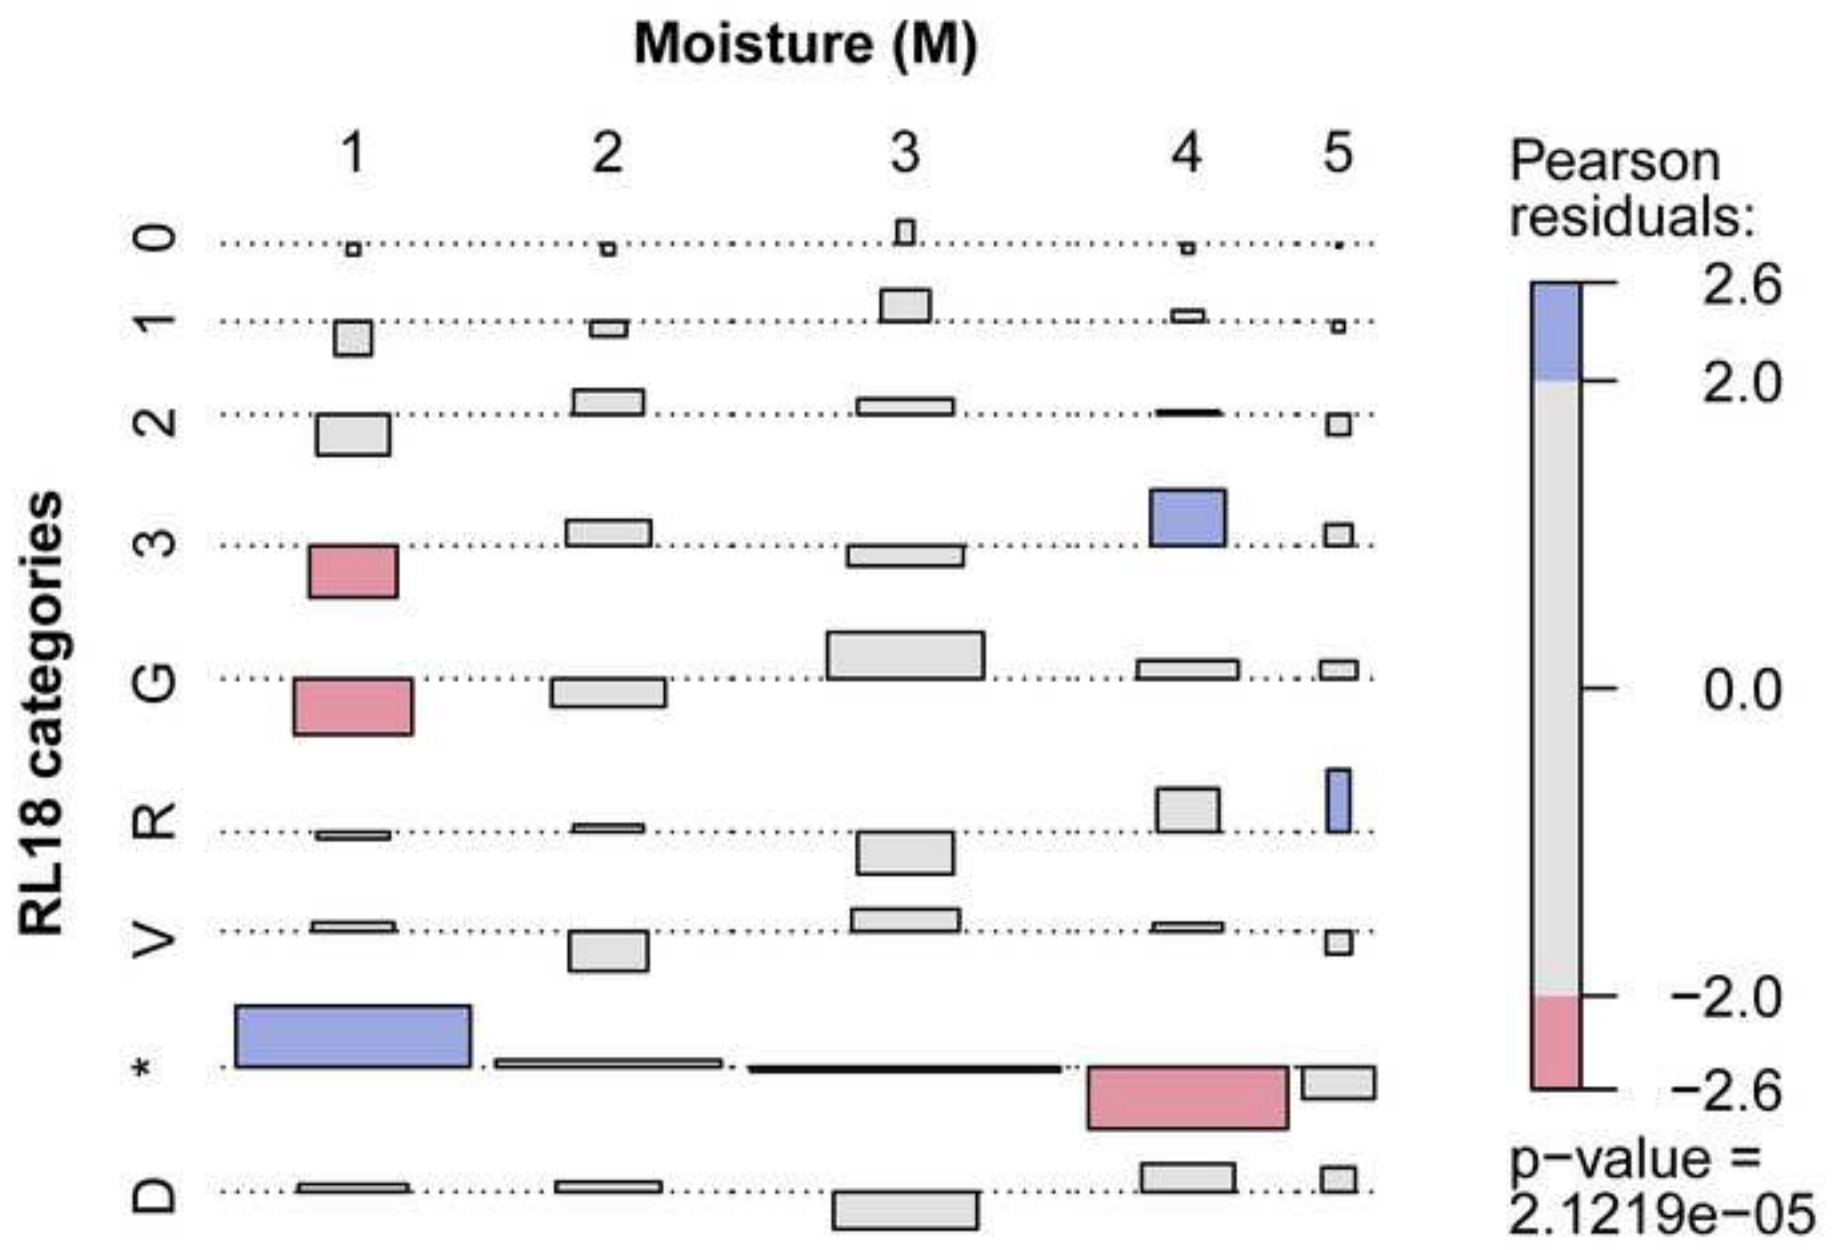 Moisture (M)
1 2 3 4 5
RL18 categories
0
1
2
3
G
R
V
*
D
Pearson
residuals:
2.6
2.0
0.0
−2.0
−2.6
p−value =
2.1219e−05